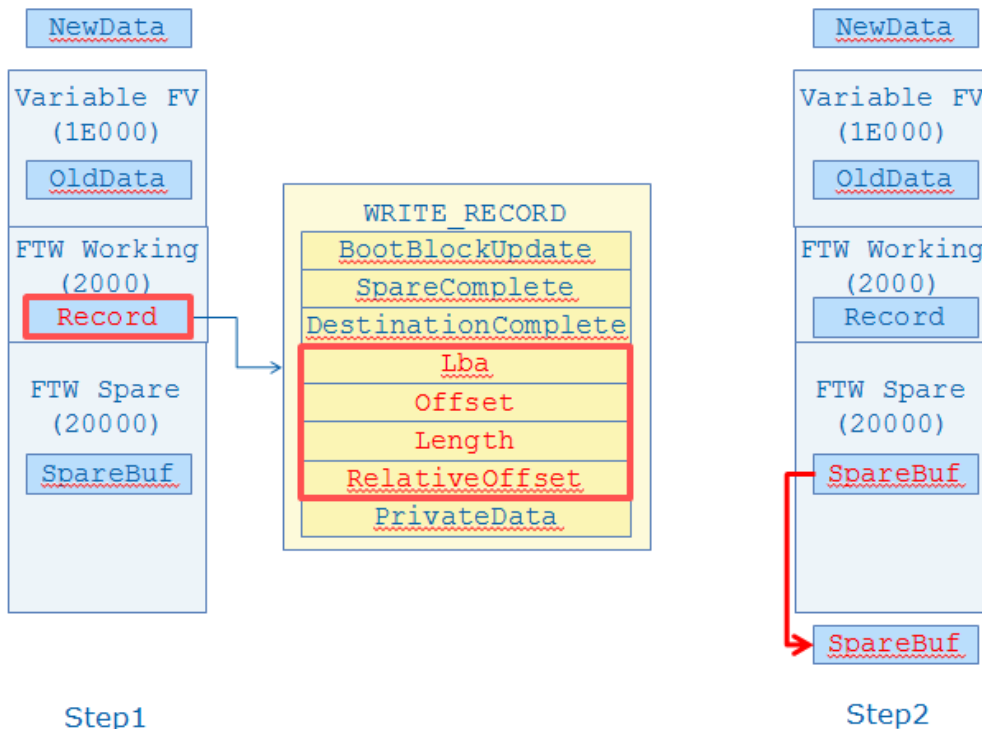 NewData
Variable FV
(1E000)
OldData
FTW Working
(2000)
Record
FTW Spare
(20000)
SpareBuf
Step1
WRITE_RECORD
BootBlockUpdate
SpareComplete
DestinationComplete
Lba
Offset
Length
RelativeOffset
PrivateData
NewData
Variable FV
(1E000)
OldData
FTW Working
(2000)
Record
FTW Spare
(20000)
SpareBuf
SpareBuf
Step2